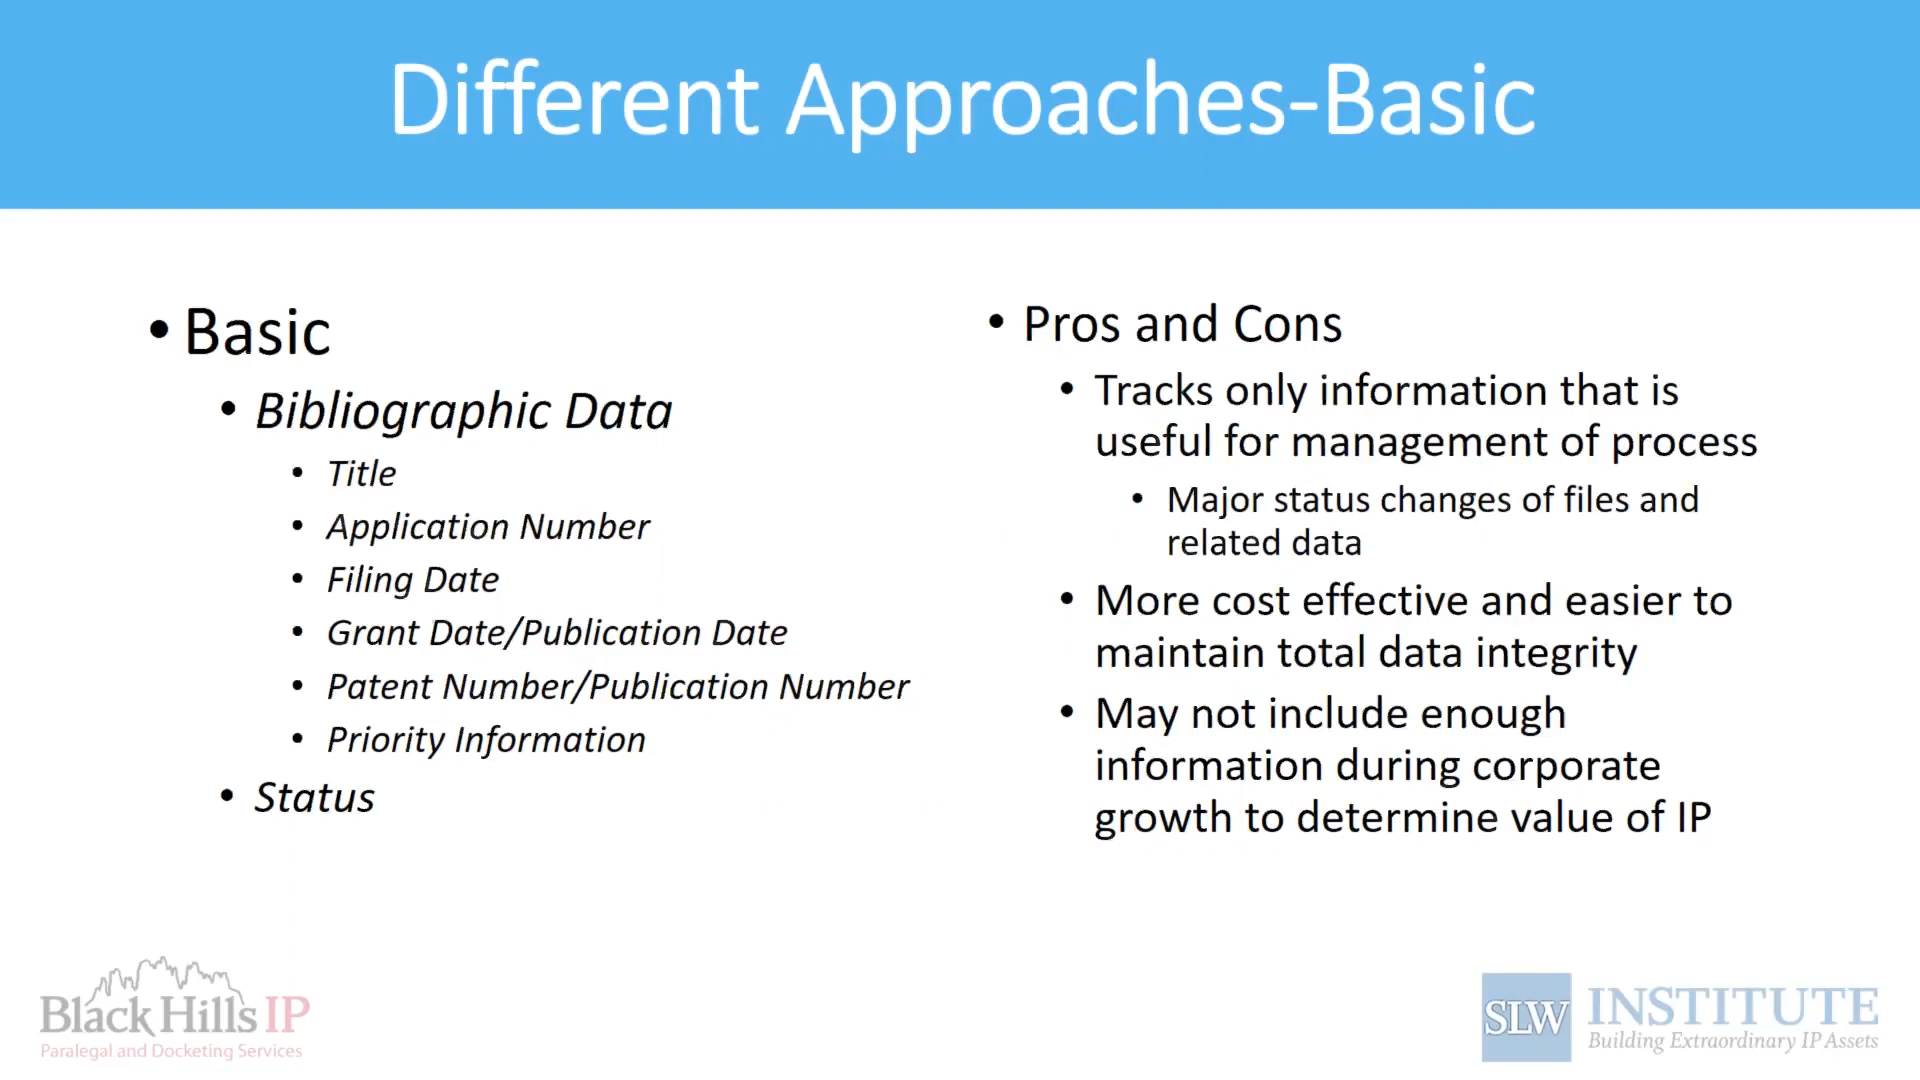 Different Approaches-Basic
• Basic
• Bibliographic Data
• Title
• Application Number
• Filing Date
• Grant Date/Publication Date
• Patent Number/Publication Number
• Priority Information
• Status
• Pros and Cons
• Tracks only information that is
useful for management of process
• Major status changes of files and
related data
• More cost effective and easier to
maintain total data integrity
• May not include enough
information during corporate
growth to determine value of IP
Black Hills IP
Paralegal and Docketing Services
SLW INSTITUTE
Building Extraordinary IP Assets